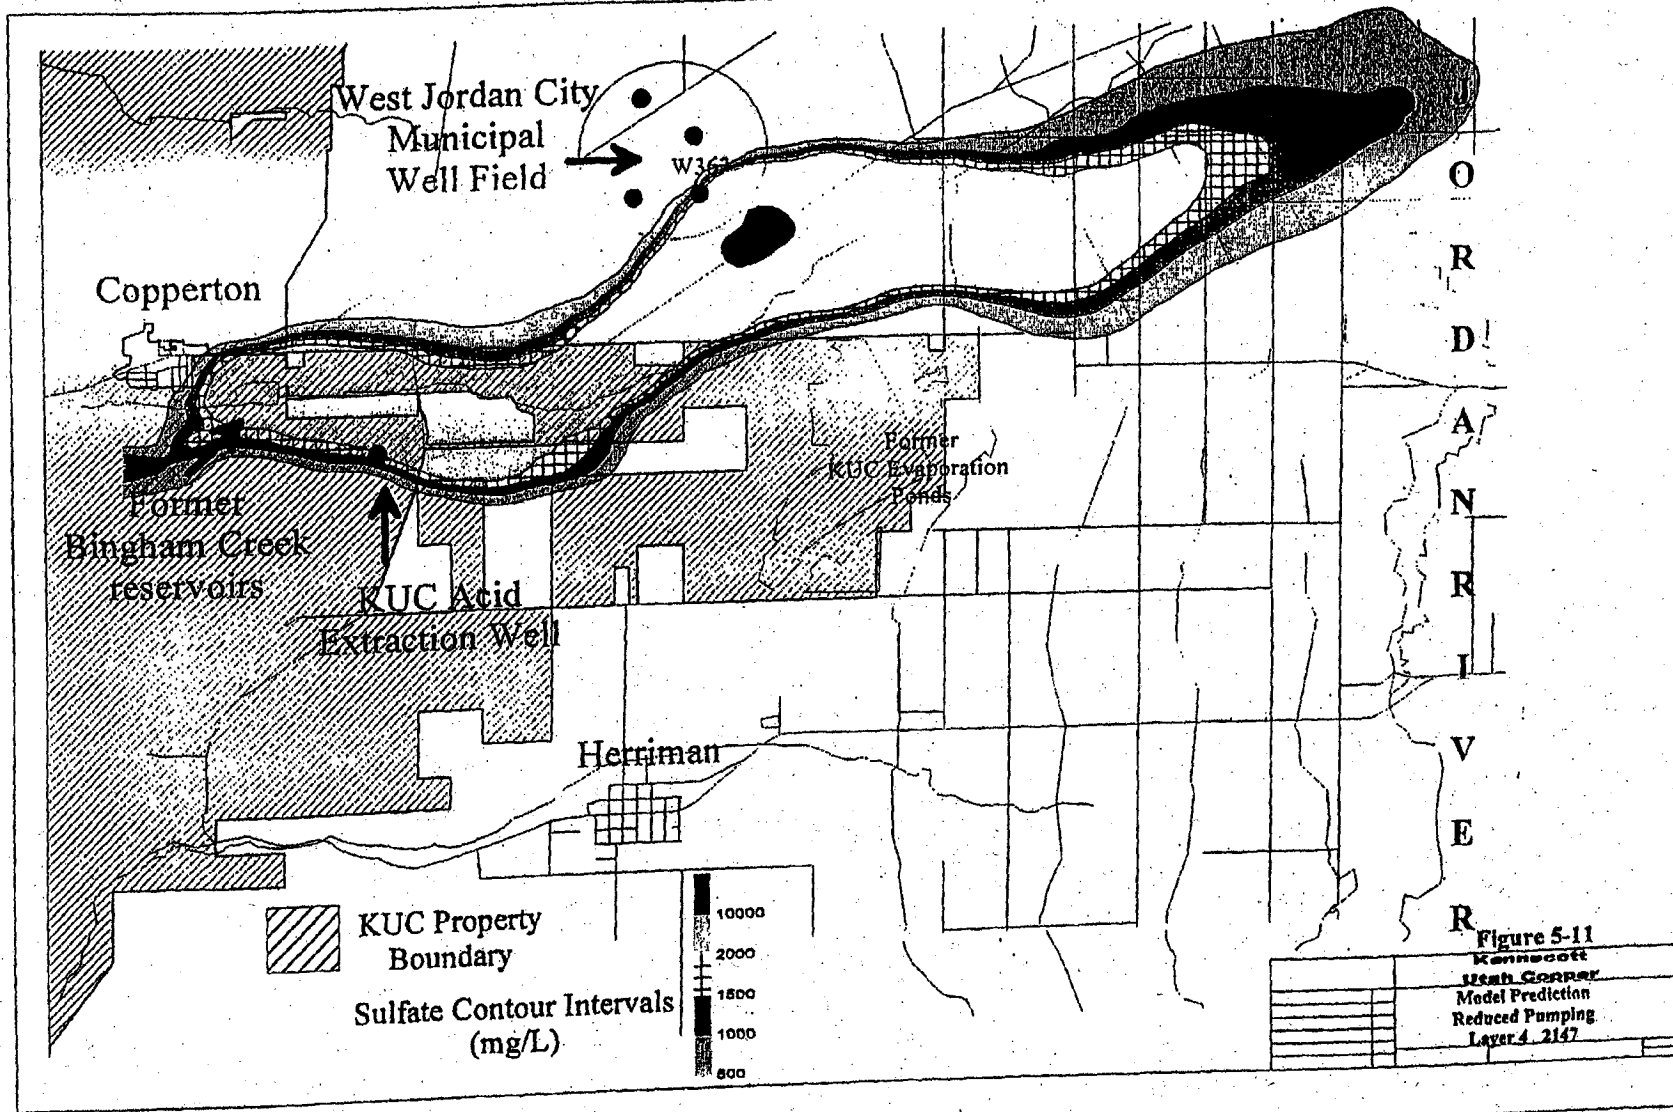 West Jordan City
Municipal
Well Field
W363
Copperton
J
O
R
D
A
N
R
I
V
E
R
Former
KUC Evaporation
Ponds
Former
Bingham Creek
reservoirs
KUC Acid
Extraction Well
Herriman
KUC Property
Boundary
Sulfate Contour Intervals
(mg/L)
10000
2000
1500
1000
500
Figure 5-11
Kennecott
Utah Copper
Model Prediction
Reduced Pumping
Layer 4 2147